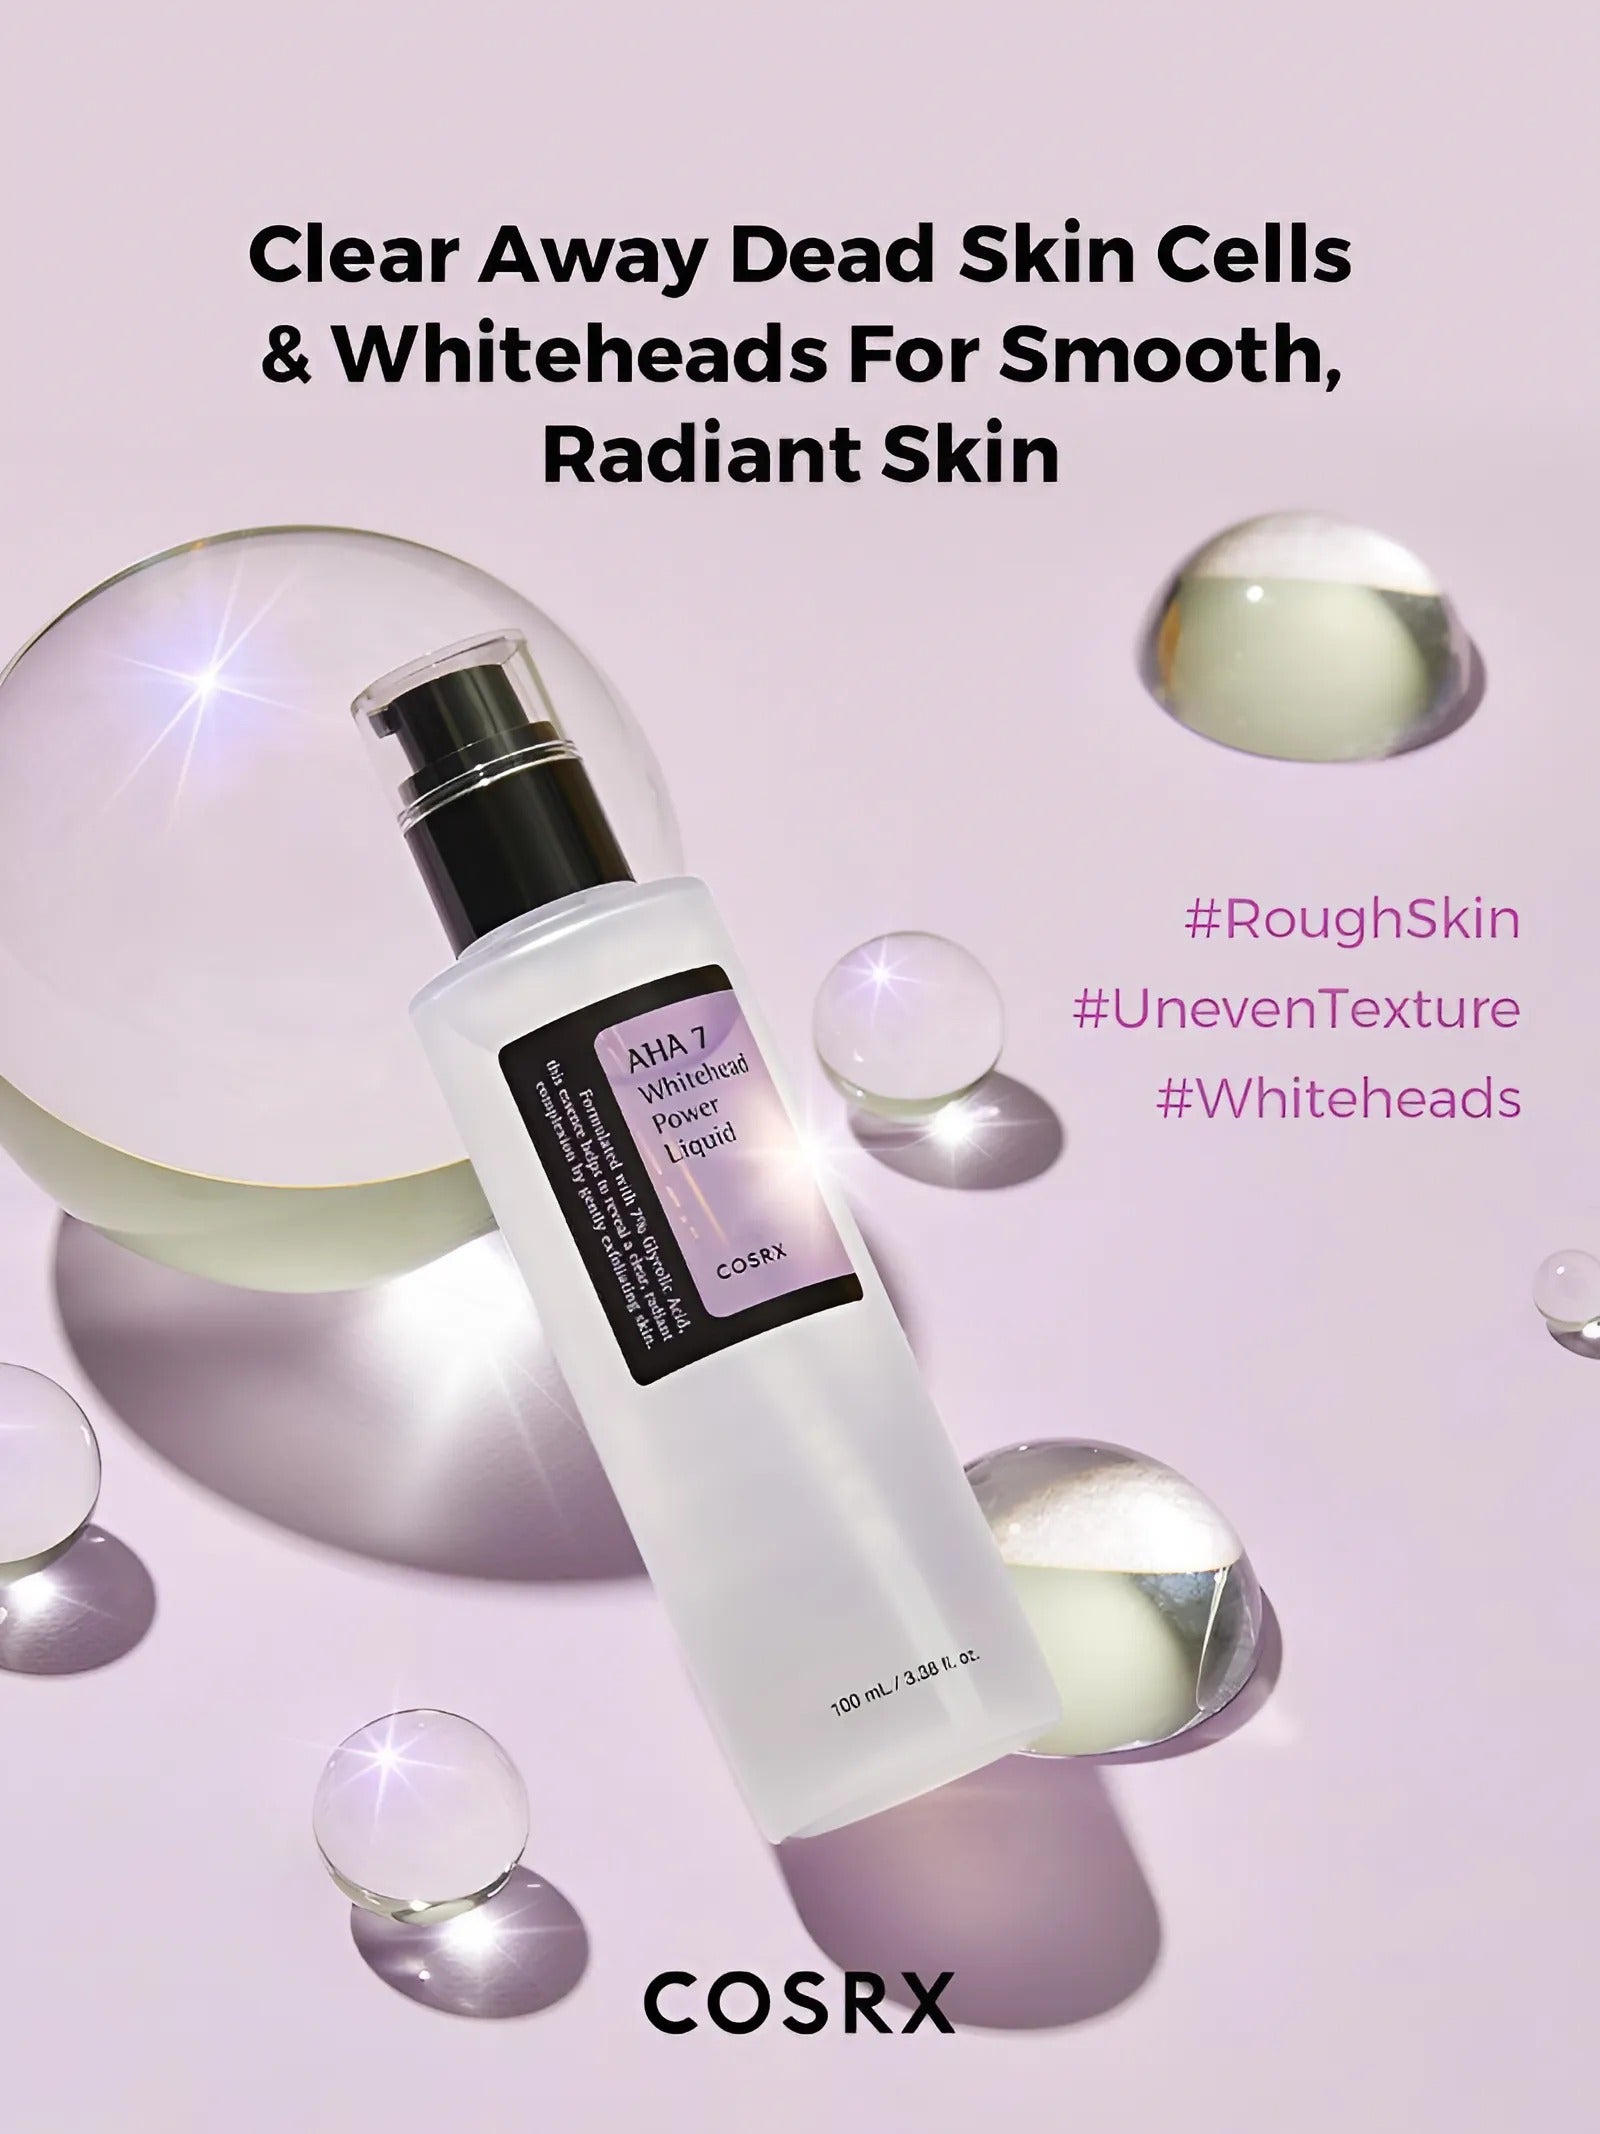 Clear Away Dead Skin Cells
& Whiteheads For Smooth,
Radiant Skin
#RoughSkin
#UnevenTexture
#Whiteheads
AHA 7
Whitehead
Power
Liquid
COSRX
Formulated with 7% Glycolic Acid,
this essence helps to reveal a clear, radiant
complexion by gently exfoliating skin.
100 mL / 3.38 fl. oz.
COSRX